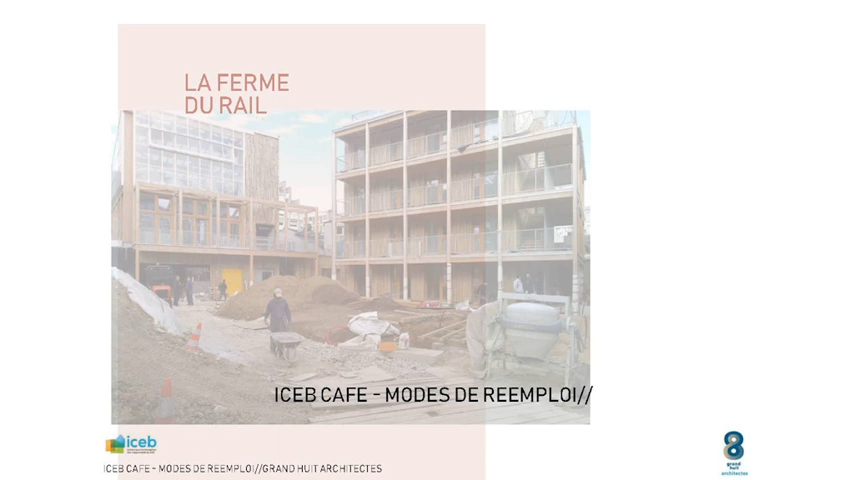 LA FERME
DU RAIL
ICEB CAFE - MODES DE REEMPLOI//
iceb
ICEB CAFE - MODES DE REEMPLOI//GRAND HUIT ARCHITECTES
8
grand
huit
architectes